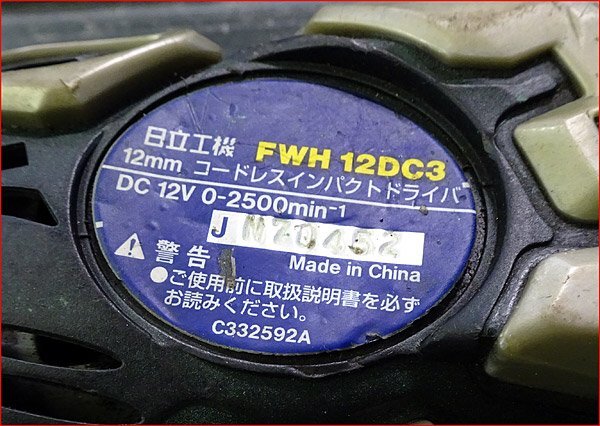 日立工機 FWH 12DC3
12mm コードレスインパクトドライバ
DC 12V 0-2500min-1
J N20452
Made in China
警告
●ご使用前に取扱説明書を必ず
お読みください。
C332592A